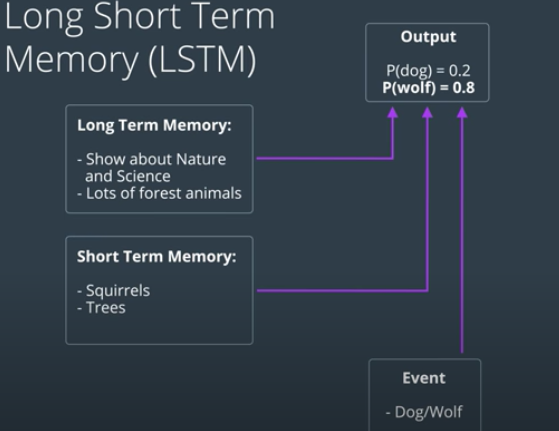 Long Short Term
Memory (LSTM)
Output
P(dog) = 0.2
P(wolf) = 0.8
Long Term Memory:
- Show about Nature
and Science
- Lots of forest animals
Short Term Memory:
- Squirrels
- Trees
Event
- Dog/Wolf